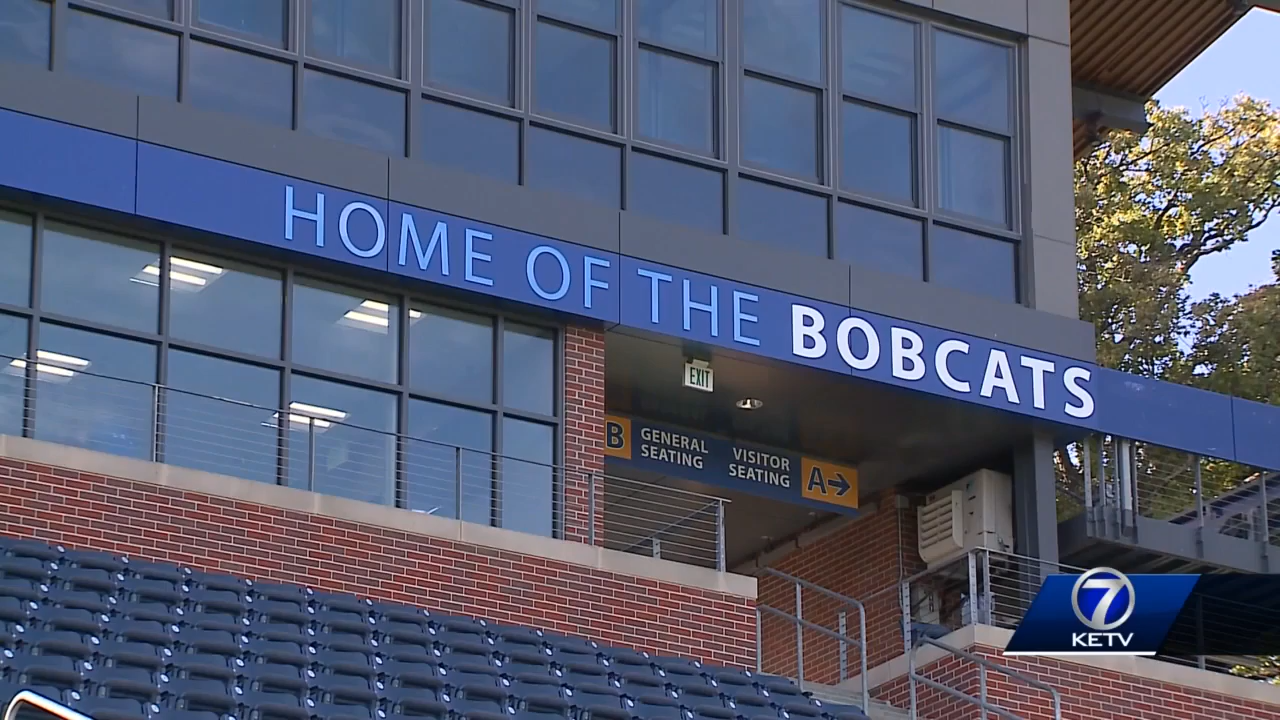 HOME OF THE BOBCATS
EXIT
B GENERAL SEATING VISITOR SEATING A→
7
KETV